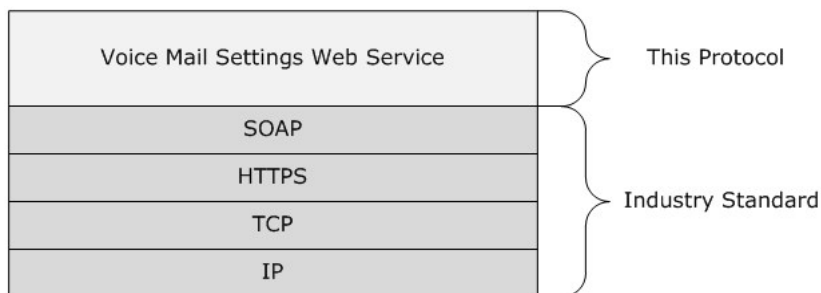 Voice Mail Settings Web Service
This Protocol
SOAP
HTTPS
TCP
IP
Industry Standard